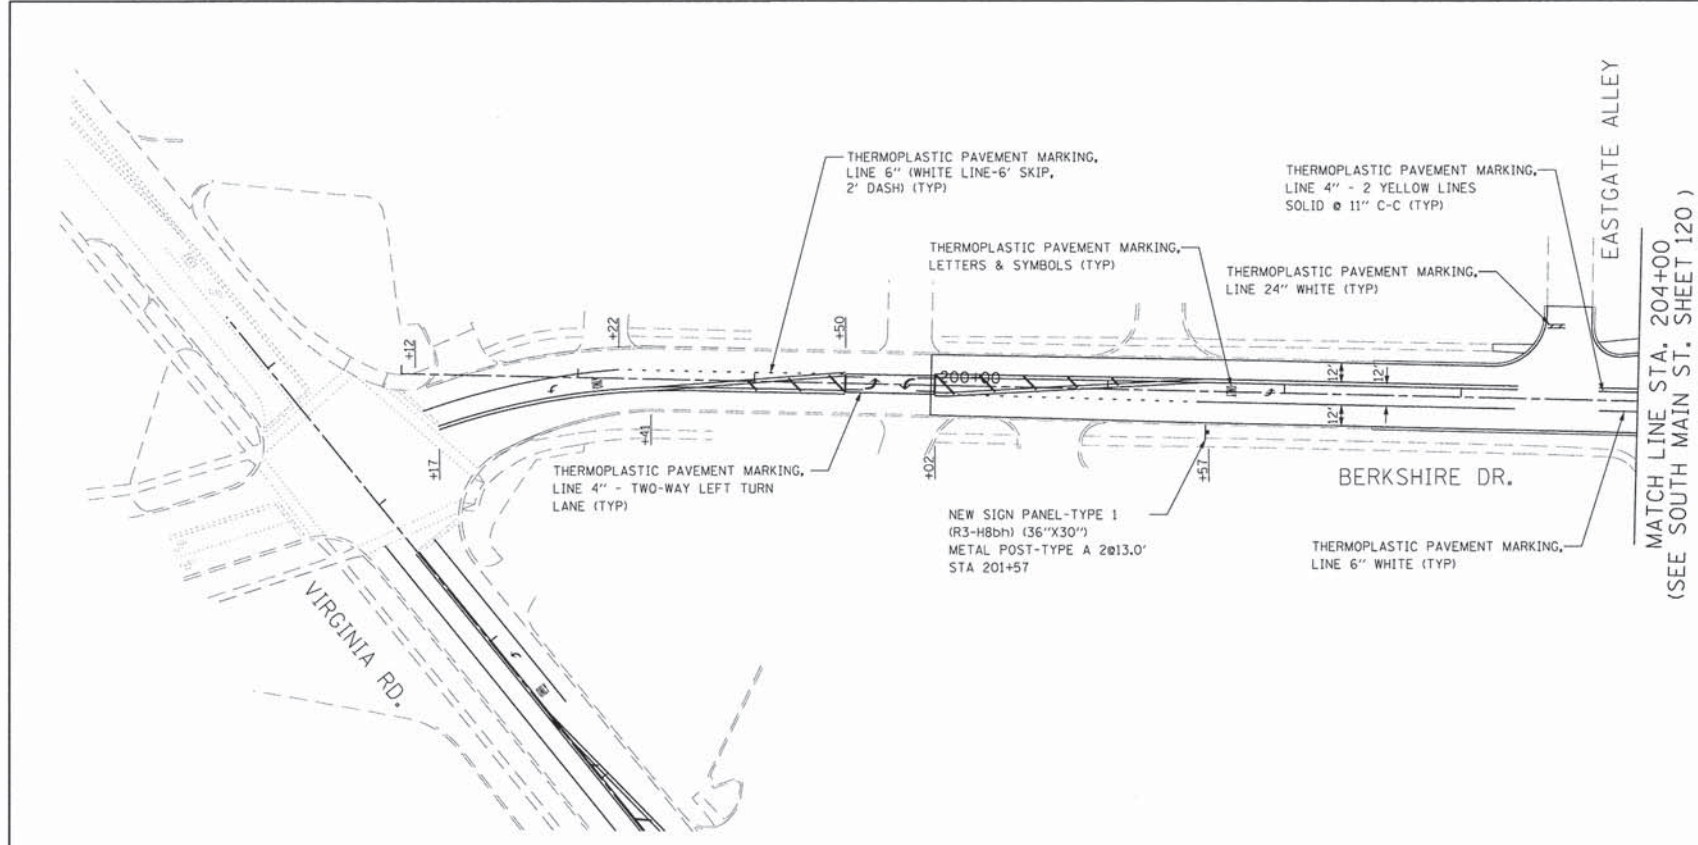 THERMOPLASTIC PAVEMENT MARKING,
LINE 6" (WHITE LINE-6' SKIP,
2' DASH) (TYP)
THERMOPLASTIC PAVEMENT MARKING,
LINE 4" - 2 YELLOW LINES
SOLID @ 11" C-C (TYP)
EASTGATE ALLEY
THERMOPLASTIC PAVEMENT MARKING,
LETTERS & SYMBOLS (TYP)
THERMOPLASTIC PAVEMENT MARKING,
LINE 24" WHITE (TYP)
+12
+22
+50
200+00
12'
12'
12'
+17
+41
+02
+57
THERMOPLASTIC PAVEMENT MARKING,
LINE 4" - TWO-WAY LEFT TURN
LANE (TYP)
BERKSHIRE DR.
NEW SIGN PANEL-TYPE 1
(R3-H8bh) (36"X30")
METAL POST-TYPE A 2@13.0'
STA 201+57
THERMOPLASTIC PAVEMENT MARKING,
LINE 6" WHITE (TYP)
MATCH LINE STA. 204+00
(SEE SOUTH MAIN ST. SHEET 120 )
VIRGINIA RD.